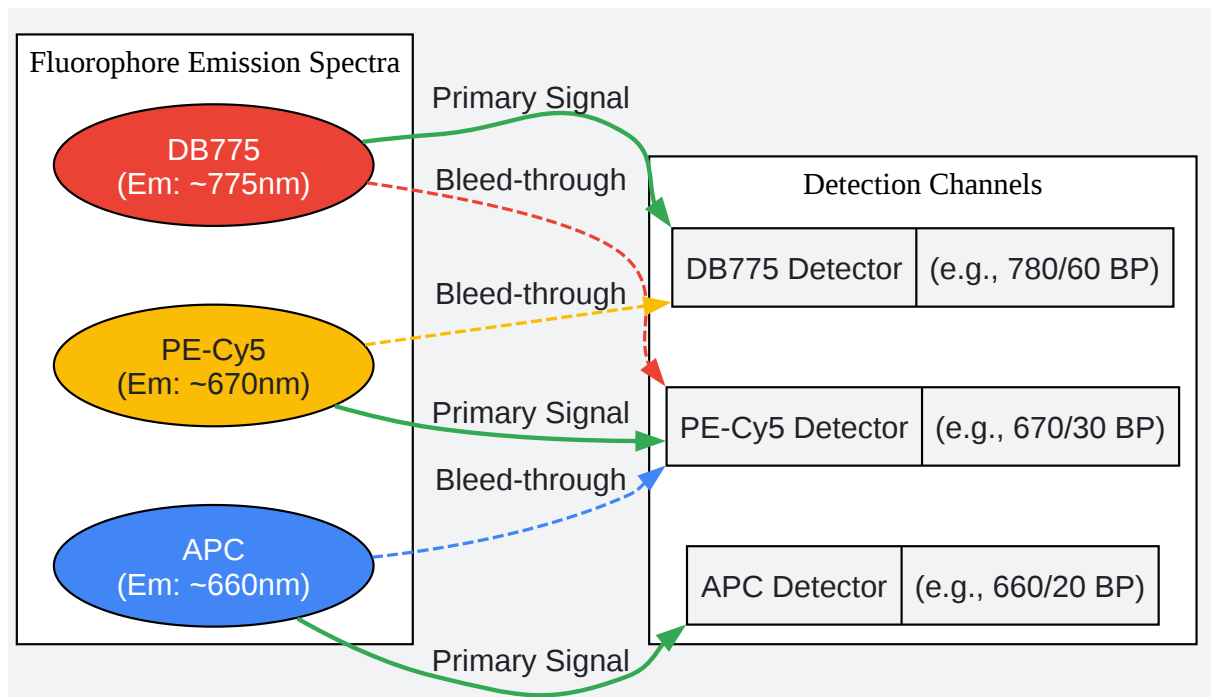 Fluorophore Emission Spectra
DB775
(Em: ~775nm)
PE-Cy5
(Em: ~670nm)
APC
(Em: ~660nm)
Primary Signal
Bleed-through
Bleed-through
Primary Signal
Bleed-through
Primary Signal
Detection Channels
DB775 Detector (e.g., 780/60 BP)
PE-Cy5 Detector (e.g., 670/30 BP)
APC Detector (e.g., 660/20 BP)